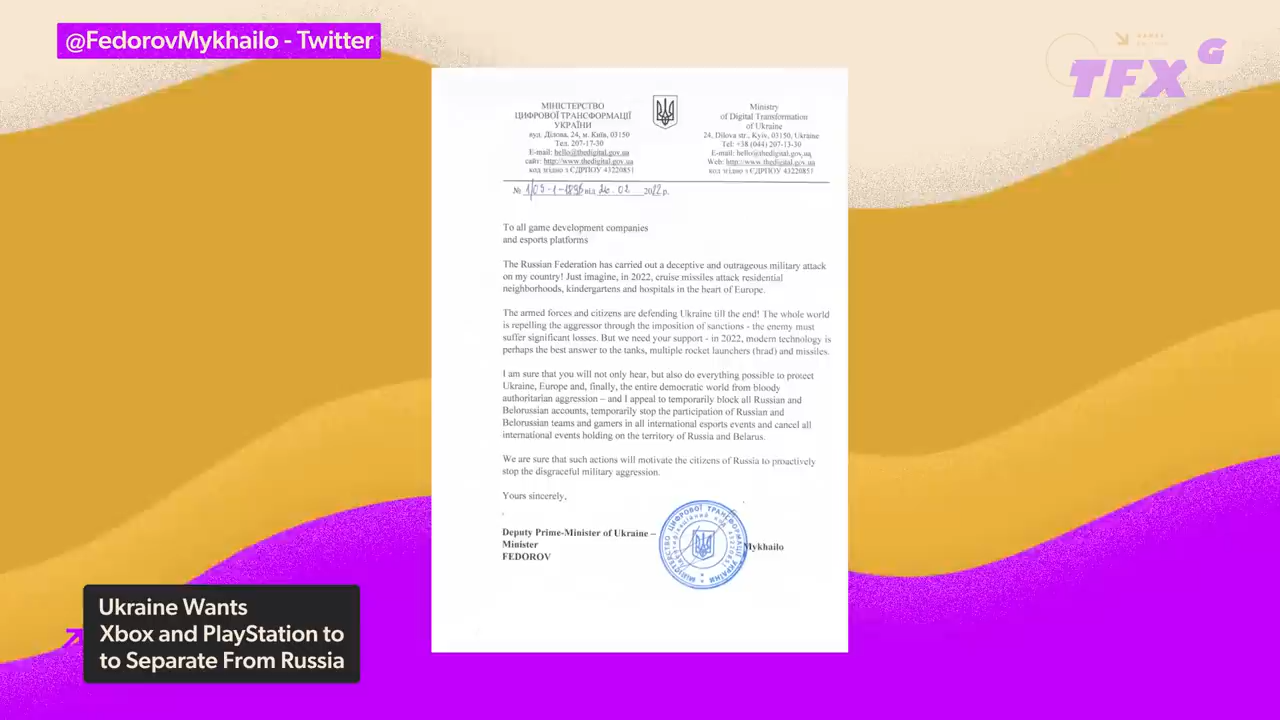 @FedorovMykhailo - Twitter
TFX G
МІНІСТЕРСТВО
ЦИФРОВОЇ ТРАНСФОРМАЦІЇ
УКРАЇНИ
вул. Ділова, 24, м. Київ, 03150
Тел. 207-17-30
E-mail: hello@thedigital.gov.ua
сайт: http://www.thedigital.gov.ua
код згідно з ЄДРПОУ 43220851
Ministry
of Digital Transformation
of Ukraine
24, Dilova str., Kyiv, 03150, Ukraine
Tel: +38 (044) 207-13-30
E-mail: hello@thedigital.gov.ua,
Web: http://www.thedigital.gov.ua
код згідно з ЄДРПОУ 43220851
№ від 26.02 2022 р.
To all game development companies
and esports platforms
The Russian Federation has carried out a deceptive and outrageous military attack
on my country! Just imagine, in 2022, cruise missiles attack residential
neighborhoods, kindergartens and hospitals in the heart of Europe.
The armed forces and citizens are defending Ukraine till the end! The whole world
is repelling the aggressor through the imposition of sanctions - the enemy must
suffer significant losses. But we need your support - in 2022, modern technology is
perhaps the best answer to the tanks, multiple rocket launchers (hrad) and missiles.
I am sure that you will not only hear, but also do everything possible to protect
Ukraine, Europe and, finally, the entire democratic world from bloody
authoritarian aggression – and I appeal to temporarily block all Russian and
Belorussian accounts, temporarily stop the participation of Russian and
Belorussian teams and gamers in all international esports events and cancel all
international events holding on the territory of Russia and Belarus.
We are sure that such actions will motivate the citizens of Russia to proactively
stop the disgraceful military aggression.
Yours sincerely,
Deputy Prime-Minister of Ukraine –
Minister
FEDOROV
Mykhailo
Ukraine Wants
Xbox and PlayStation to
to Separate From Russia